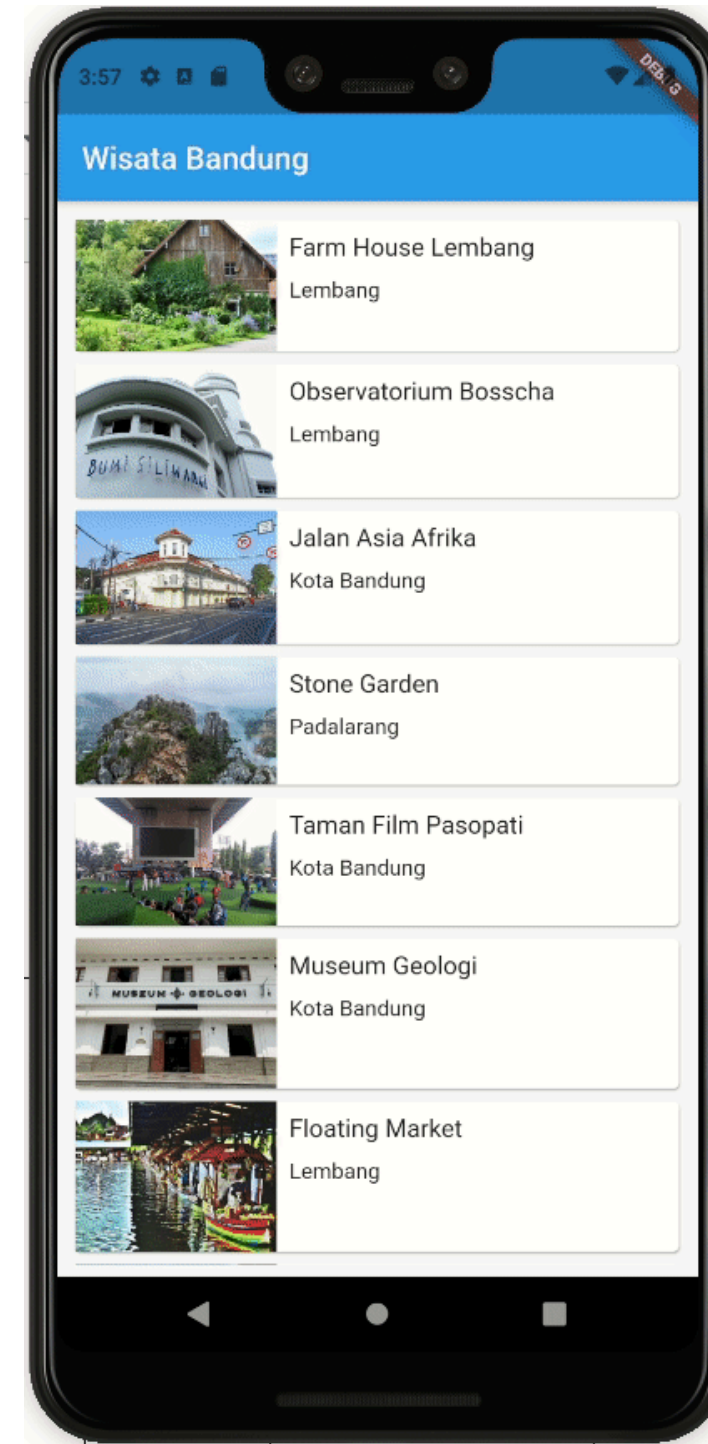 3:57
DEBUG
Wisata Bandung
Farm House Lembang
Lembang
Observatorium Bosscha
Lembang
BUMI SILIWANGI
Jalan Asia Afrika
Kota Bandung
Stone Garden
Padalarang
Taman Film Pasopati
Kota Bandung
Museum Geologi
MUSEUM GEOLOGI
Kota Bandung
Floating Market
Lembang